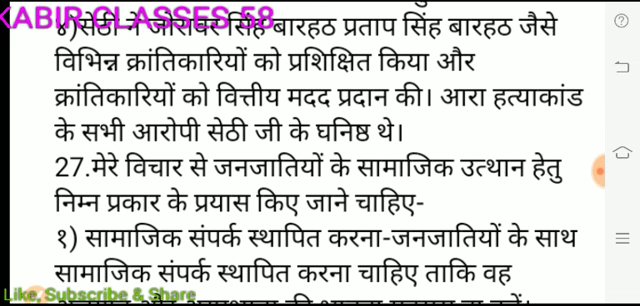 KABIR CLASSES 58
४)सेठी ने जोरावर सिंह बारहठ प्रताप सिंह बारहठ जैसे
विभिन्न क्रांतिकारियों को प्रशिक्षित किया और
क्रांतिकारियों को वित्तीय मदद प्रदान की। आरा हत्याकांड
के सभी आरोपी सेठी जी के घनिष्ठ थे।
27.मेरे विचार से जनजातियों के सामाजिक उत्थान हेतु
निम्न प्रकार के प्रयास किए जाने चाहिए-
१) सामाजिक संपर्क स्थापित करना-जनजातियों के साथ
सामाजिक संपर्क स्थापित करना चाहिए ताकि वह
Like, Subscribe & Share